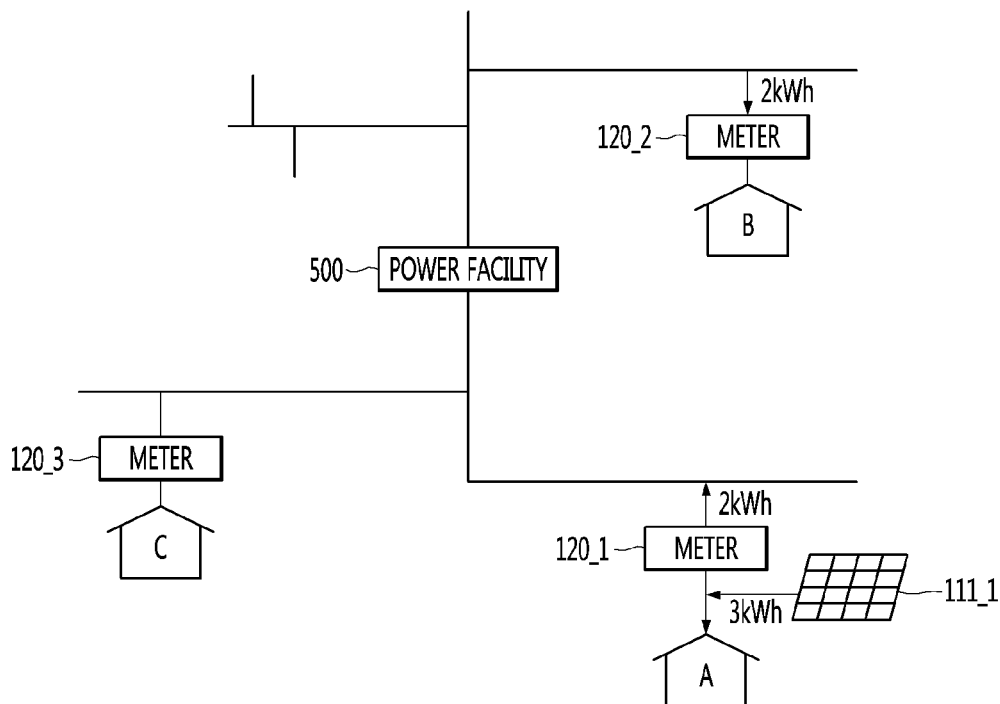 2kWh
120_2
METER
B
500
POWER FACILITY
120_3
METER
C
2kWh
120_1
METER
3kWh
111_1
A